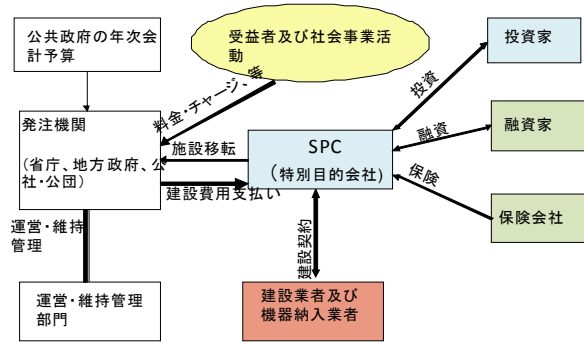 公共政府の年次会
計予算
受益者及び社会事業活
動
投資家
料金・チャージ、等
投資
発注機関
(省庁、地方政府、公
社・公団)
施設移転
SPC
(特別目的会社)
融資
融資家
建設費用支払い
保険
保険会社
運営・維持
管理
建設契約
運営・維持管理
部門
建設業者及び
機器納入業者